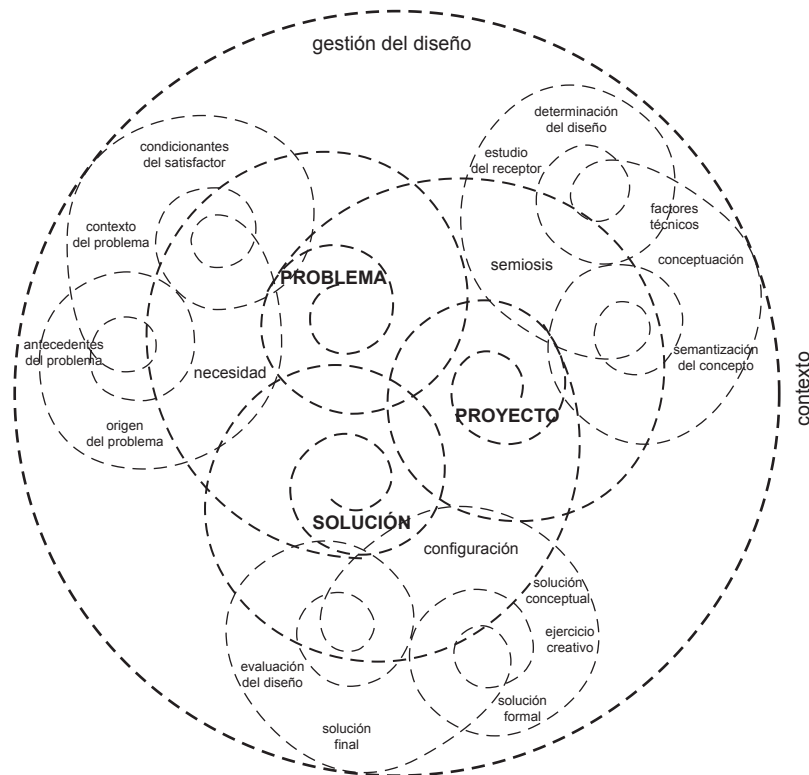 gestión del diseño
determinación
del diseño
condicionantes
del satisfactor
estudio
del receptor
contexto
del problema
factores
técnicos
semiosis
conceptuación
PROBLEMA
antecedentes
del problema
necesidad
semantización
del concepto
contexto
PROYECTO
origen
del problema
SOLUCIÓN
configuración
solución
conceptual
ejercicio
creativo
evaluación
del diseño
solución
formal
solución
final